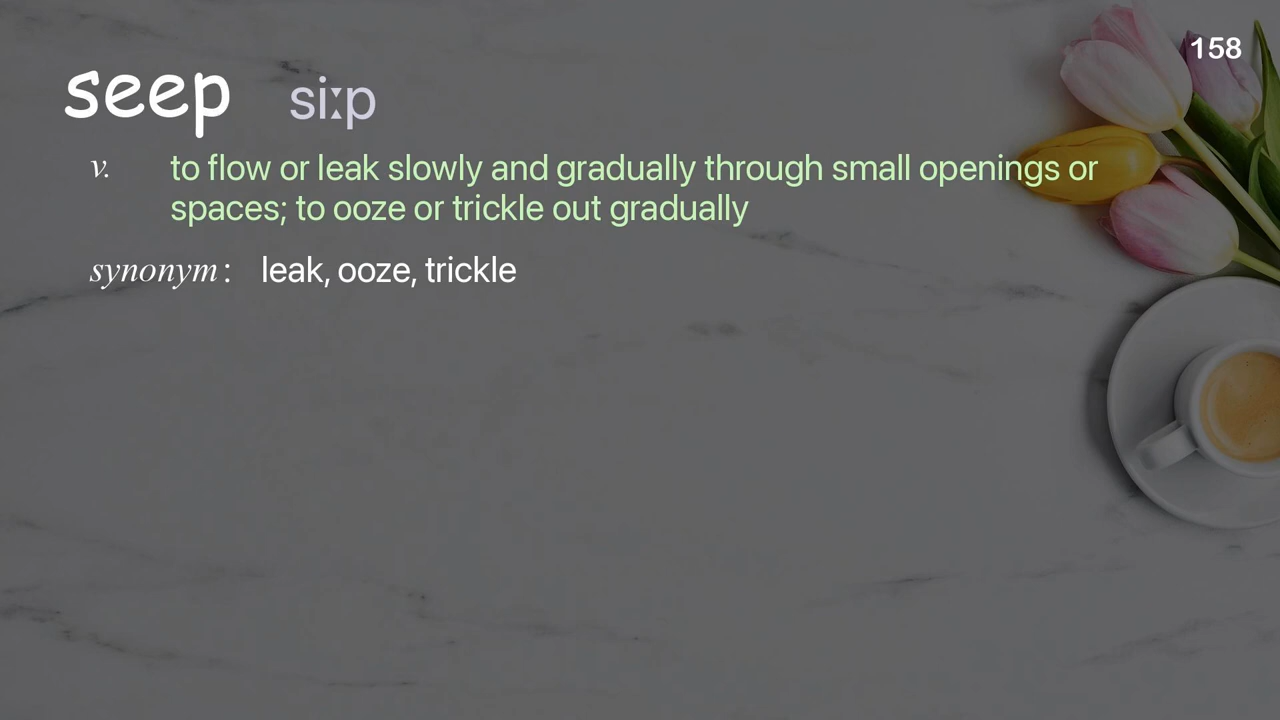 158
seep siːp
v. to flow or leak slowly and gradually through small openings or
spaces; to ooze or trickle out gradually
synonym: leak, ooze, trickle